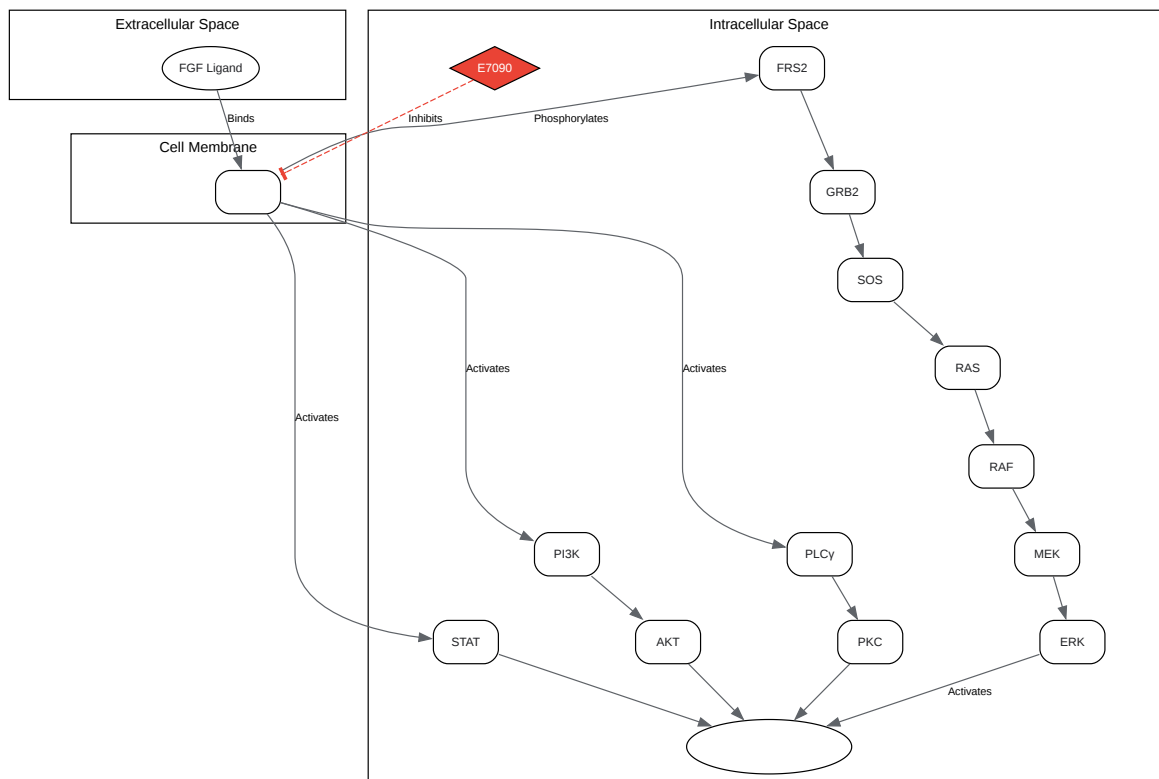 Extracellular Space
Intracellular Space
FGF Ligand
E7090
FRS2
Binds
Inhibits
Phosphorylates
Cell Membrane
GRB2
SOS
RAS
Activates
Activates
Activates
RAF
PI3K
PLCγ
MEK
STAT
AKT
PKC
ERK
Activates